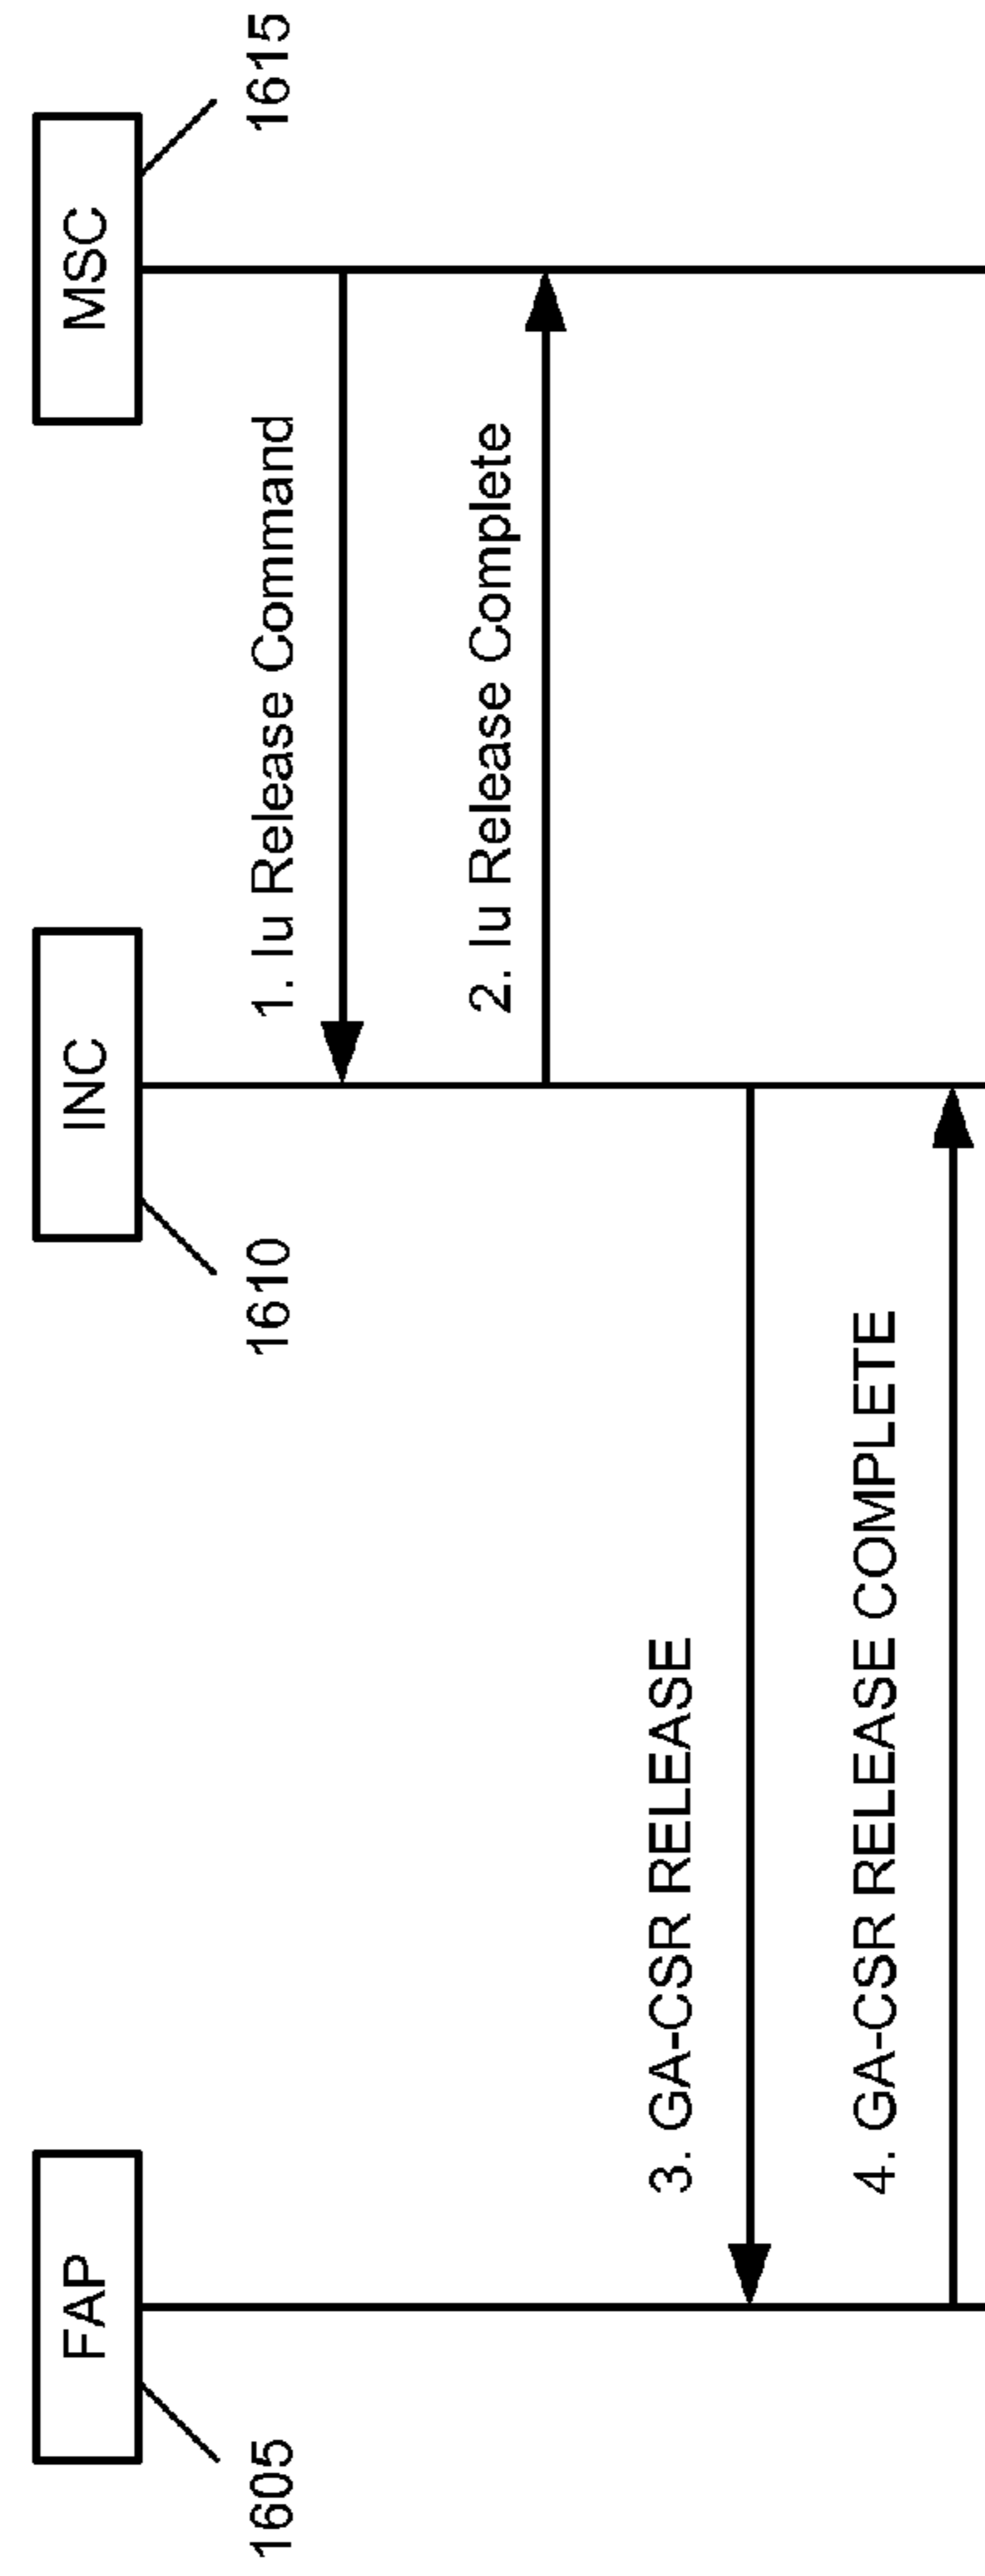 FAP
INC
MSC
1605
1610
1615
1. Iu Release Command
2. Iu Release Complete
3. GA-CSR RELEASE
4. GA-CSR RELEASE COMPLETE